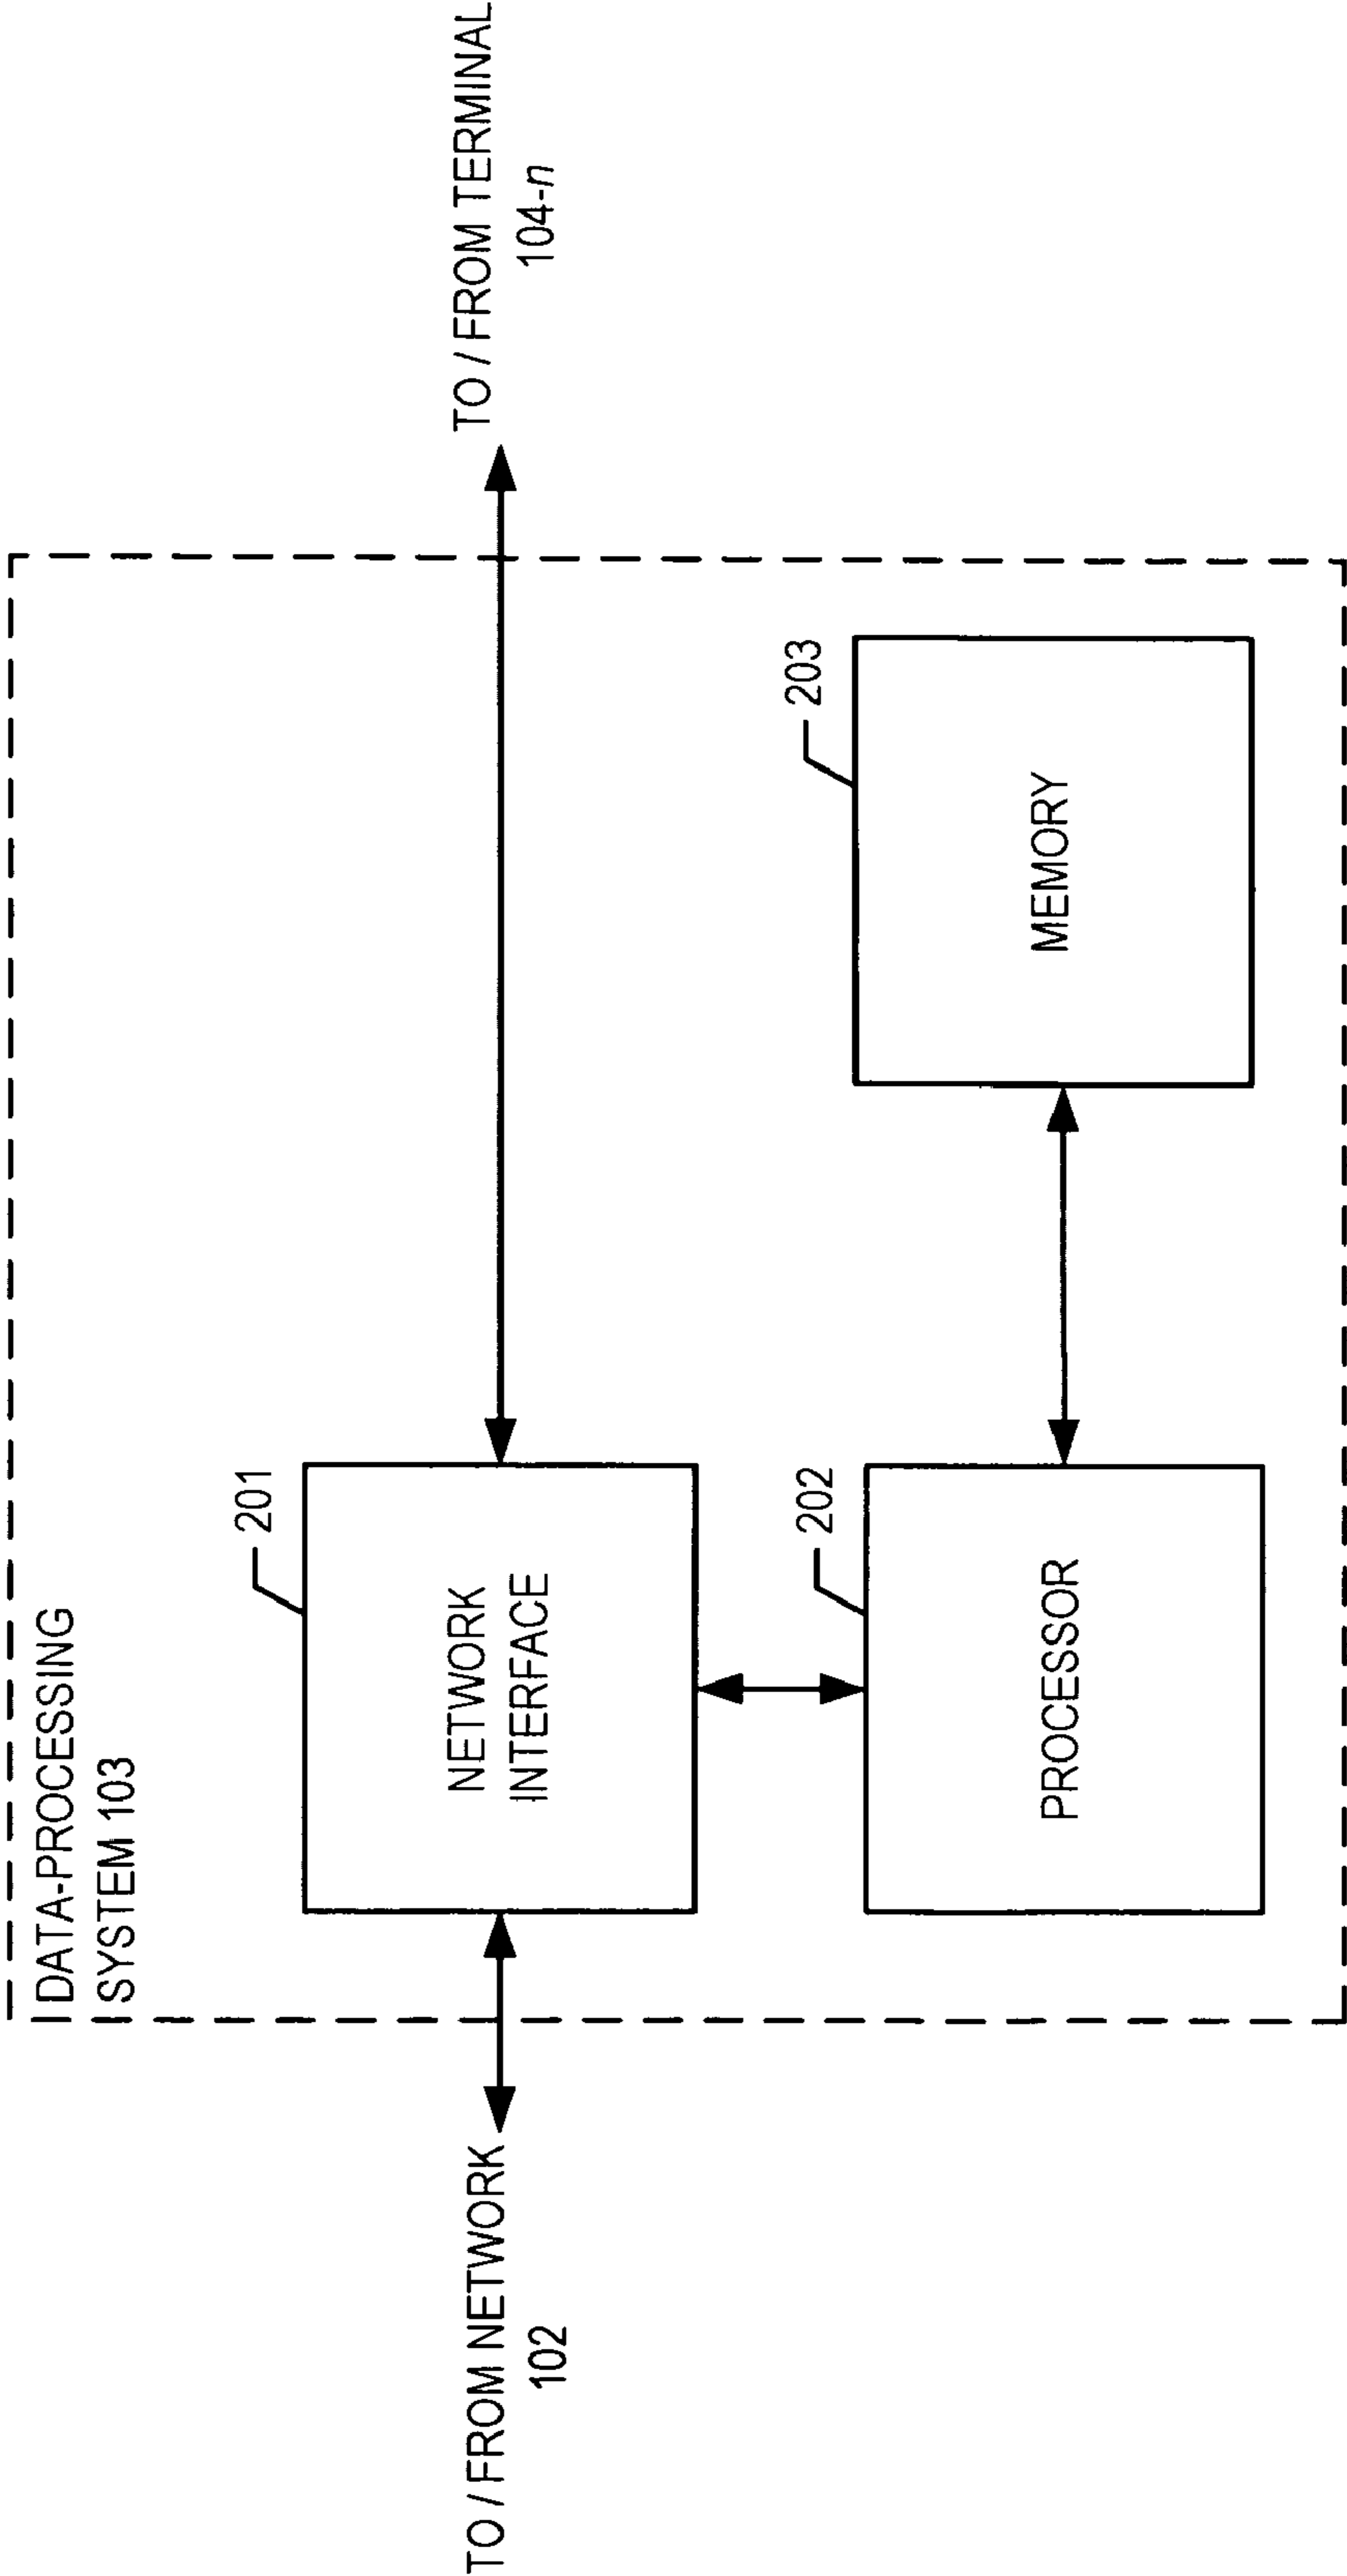 DATA-PROCESSING
SYSTEM 103
TO / FROM NETWORK
102
201
NETWORK
INTERFACE
TO / FROM TERMINAL
104-n
202
PROCESSOR
203
MEMORY